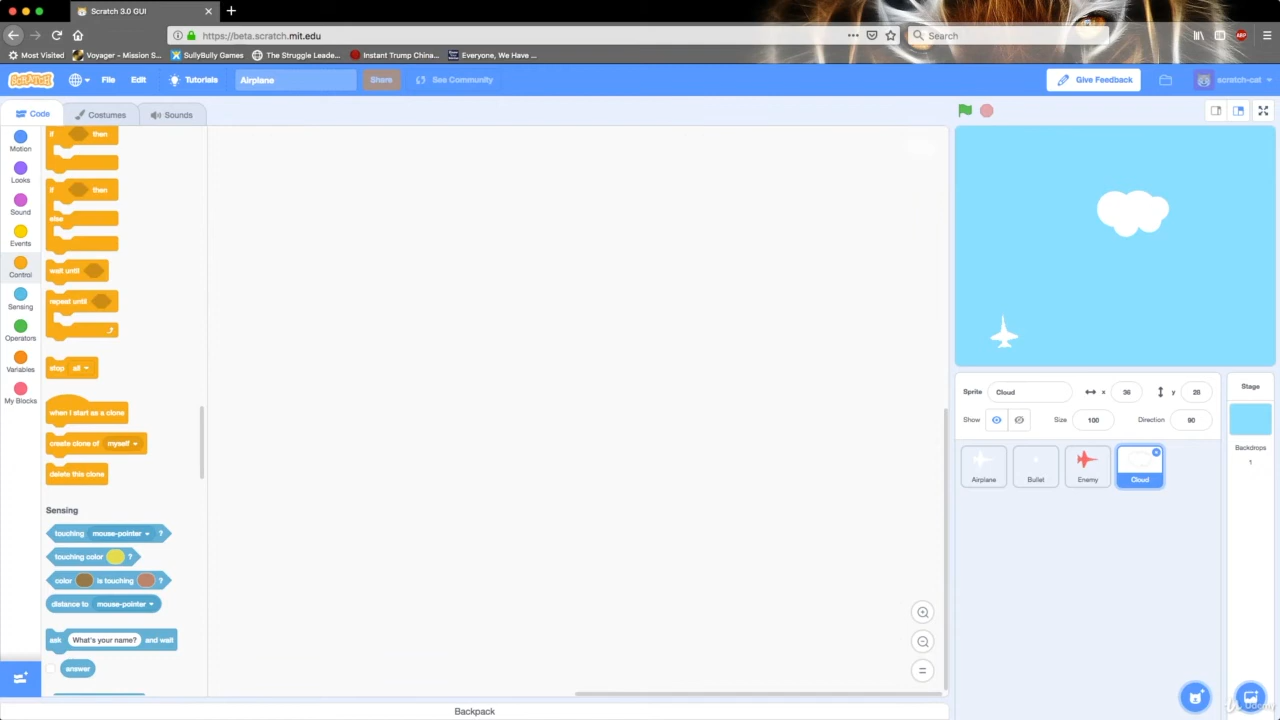 Scratch 3.0 GUI
https://beta.scratch.mit.edu
Search
Most Visited
Voyager - Mission S...
SullyBully Games
The Struggle Leade...
Instant Trump China...
Everyone, We Have ...
SCRATCH
File
Edit
Tutorials
Airplane
Share
See Community
Give Feedback
scratch-cat
Code
Costumes
Sounds
Motion
Looks
Sound
Events
Control
Sensing
Operators
Variables
My Blocks
if then
if then
else
wait until
repeat until
stop all
when I start as a clone
create clone of myself
delete this clone
Sensing
touching mouse-pointer ?
touching color ?
color is touching ?
distance to mouse-pointer
ask What's your name? and wait
answer
Sprite Cloud x 36 y 28
Show Size 100 Direction 90
Airplane
Bullet
Enemy
Cloud
Stage
Backdrops
1
Backpack
Udemy